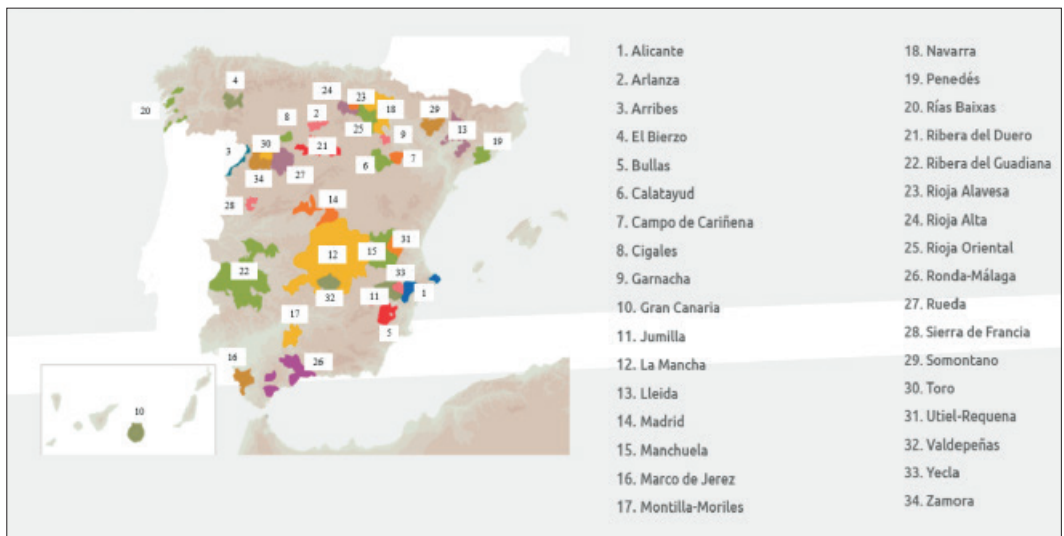 4
20
24
23
18
29
8
2
9
13
25
3
30
21
6
7
19
34
27
28
14
12
15
31
22
33
32
11
1
17
5
16
26
10
1. Alicante
2. Arlanza
3. Arribes
4. El Bierzo
5. Bullas
6. Calatayud
7. Campo de Cariñena
8. Cigales
9. Garnacha
10. Gran Canaria
11. Jumilla
12. La Mancha
13. Lleida
14. Madrid
15. Manchuela
16. Marco de Jerez
17. Montilla-Moriles
18. Navarra
19. Penedés
20. Rías Baixas
21. Ribera del Duero
22. Ribera del Guadiana
23. Rioja Alavesa
24. Rioja Alta
25. Rioja Oriental
26. Ronda-Málaga
27. Rueda
28. Sierra de Francia
29. Somontano
30. Toro
31. Utiel-Requena
32. Valdepeñas
33. Yecla
34. Zamora